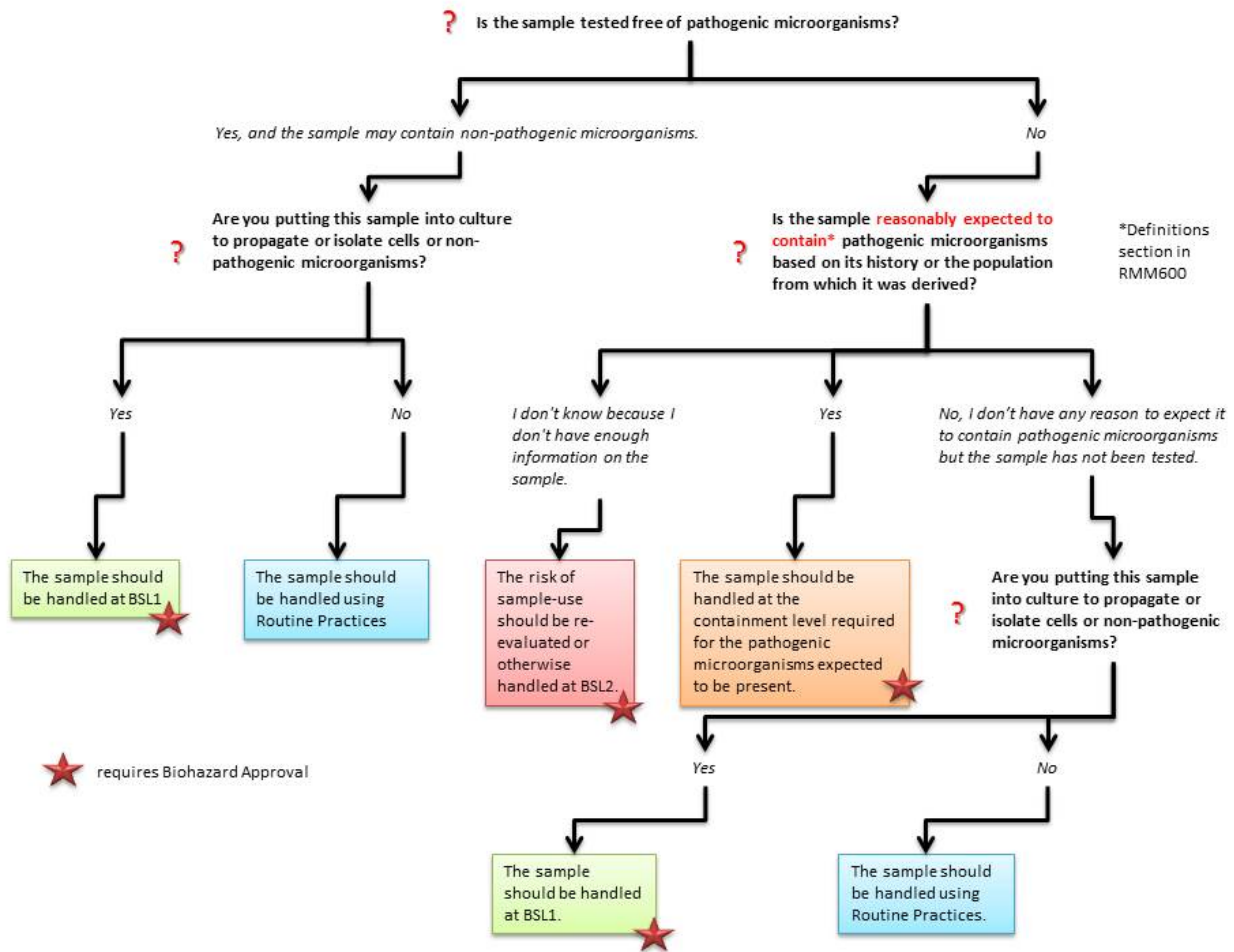 ? Is the sample tested free of pathogenic microorganisms?
Yes, and the sample may contain non-pathogenic microorganisms.
No
Are you putting this sample into culture
to propagate or isolate cells or non-
pathogenic microorganisms?
?
Is the sample reasonably expected to
contain* pathogenic microorganisms
based on its history or the population
from which it was derived?
?
*Definitions
section in
RMM600
Yes
No
I don't know because I
don't have enough
information on the
sample.
Yes
No, I don't have any reason to expect it
to contain pathogenic microorganisms
but the sample has not been tested.
The sample should
be handled at BSL1
The sample should
be handled using
Routine Practices
The risk of
sample-use
should be re-
evaluated or
otherwise
handled at BSL2.
The sample should be
handled at the
containment level required
for the pathogenic
microorganisms expected
to be present.
Are you putting this sample
into culture to propagate or
isolate cells or non-pathogenic
microorganisms?
?
requires Biohazard Approval
Yes
No
The sample
should be handled
at BSL1.
The sample should
be handled using
Routine Practices.